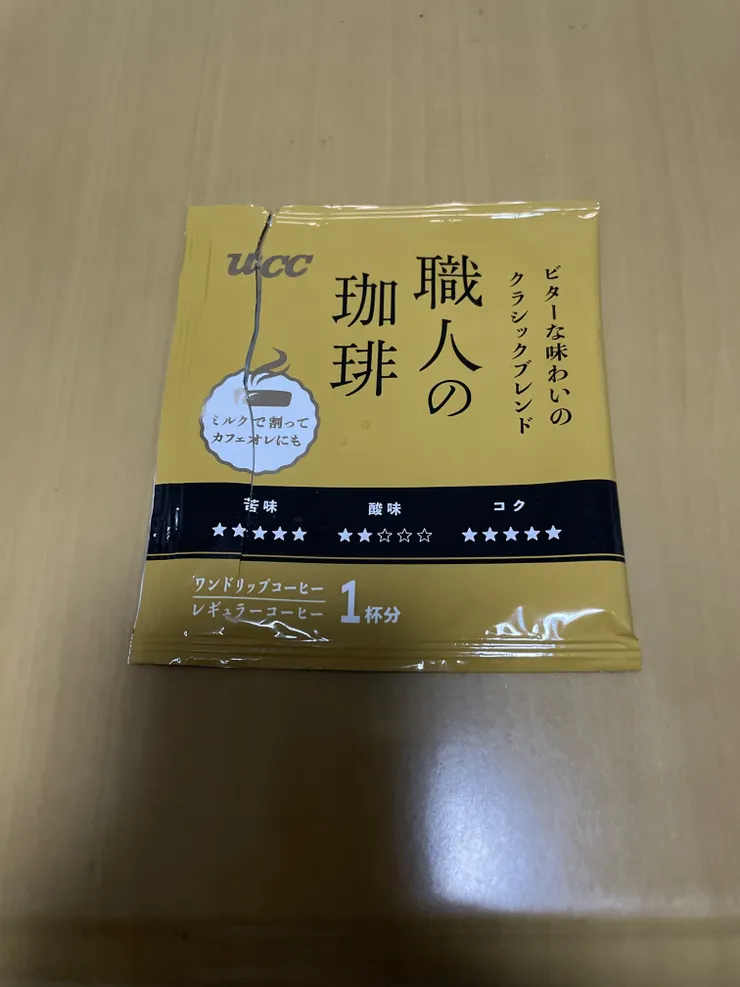 ucc
職人の
珈琲
ビターな味わいの
クラシックブレンド
ミルクで割って
カフェオレにも
苦味
★★★★★
酸味
★★☆☆☆
コク
★★★★★
ワンドリップコーヒー
レギュラーコーヒー
1杯分